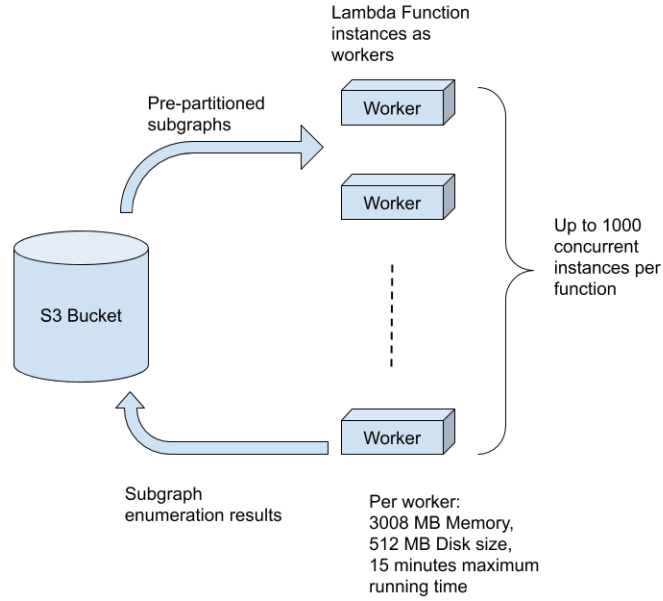 Lambda Function
instances as
workers
Pre-partitioned
subgraphs
Worker
Worker
Up to 1000
concurrent
instances per
function
S3 Bucket
Worker
Subgraph
enumeration results
Per worker:
3008 MB Memory,
512 MB Disk size,
15 minutes maximum
running time